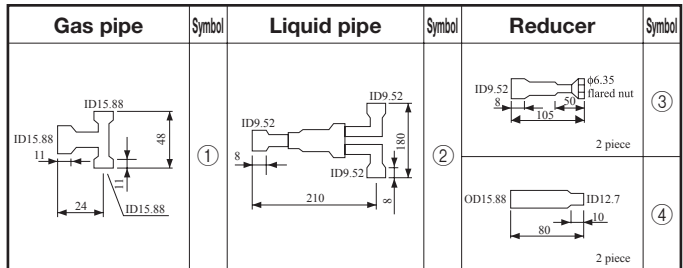 Gas pipe Symbol Liquid pipe Symbol Reducer Symbol
ID15.88
ID15.88
11
48
11
24
ID15.88
①
ID9.52
ID9.52
8
180
ID9.52
210
8
②
ID9.52
φ6.35
flared nut
8
50
105
2 piece
③
OD15.88
ID12.7
10
80
2 piece
④